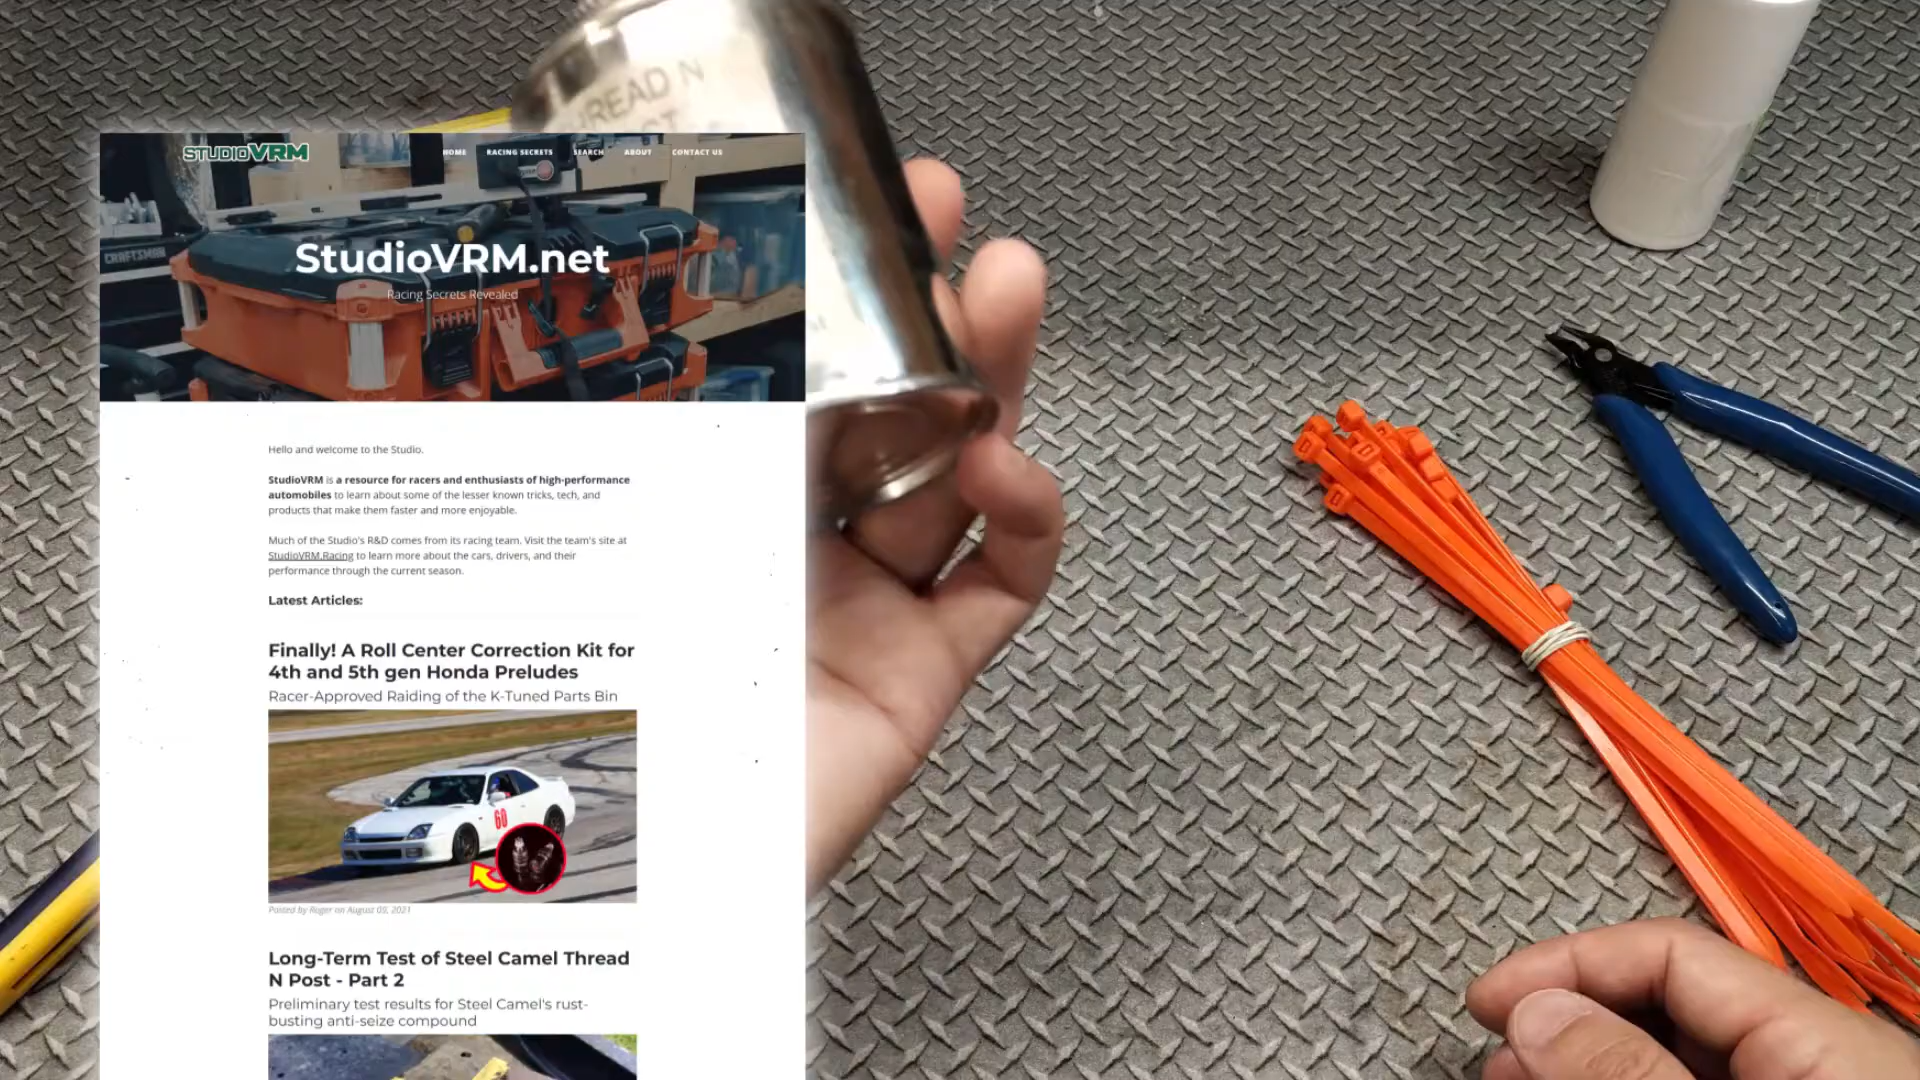 THREAD N
STUDIOVRM
HOME
RACING SECRETS
SEARCH
ABOUT
CONTACT US
CRAFTSMAN
StudioVRM.net
Racing Secrets Revealed
Hello and welcome to the Studio.
StudioVRM is a resource for racers and enthusiasts of high-performance
automobiles to learn about some of the lesser known tricks, tech, and
products that make them faster and more enjoyable.
Much of the Studio's R&D comes from its racing team. Visit the team's site at
StudioVRM.Racing to learn more about the cars, drivers, and their
performance through the current season.
Latest Articles:
Finally! A Roll Center Correction Kit for
4th and 5th gen Honda Preludes
Racer-Approved Raiding of the K-Tuned Parts Bin
60
Posted by Roger on August 09, 2021
Long-Term Test of Steel Camel Thread
N Post - Part 2
Preliminary test results for Steel Camel's rust-
busting anti-seize compound